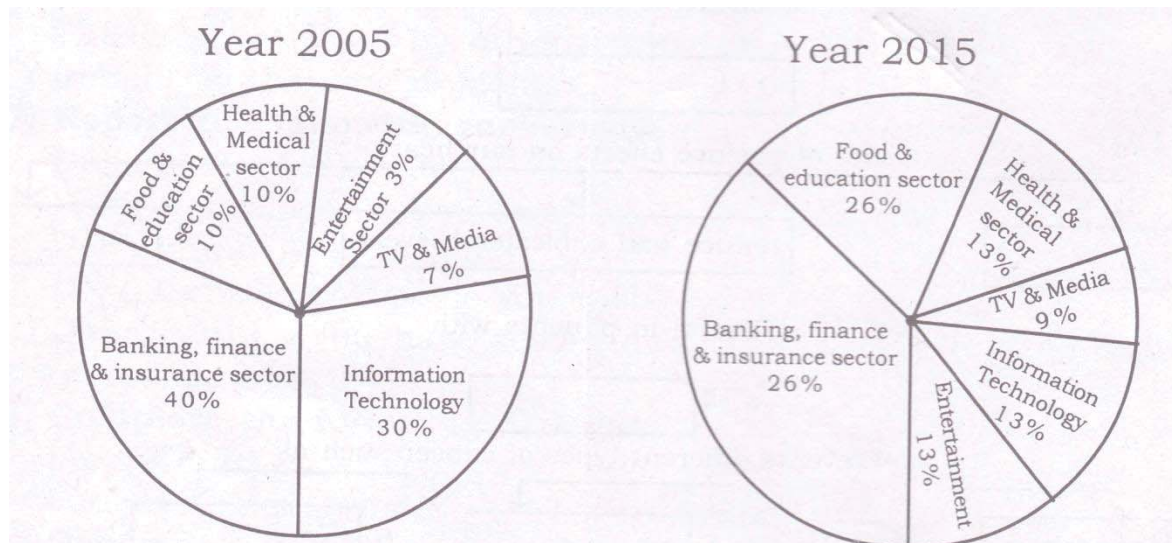 Year 2005
Health &
Medical
sector
10%
Food &
education
sector
10%
Entertainment
Sector 3%
TV & Media
7%
Banking, finance
& insurance sector
40%
Information
Technology
30%
Year 2015
Food &
education sector
26%
Health &
Medical
sector
13%
TV & Media
9%
Banking, finance
& insurance sector
26%
Information
Technology
13%
Entertainment
13%